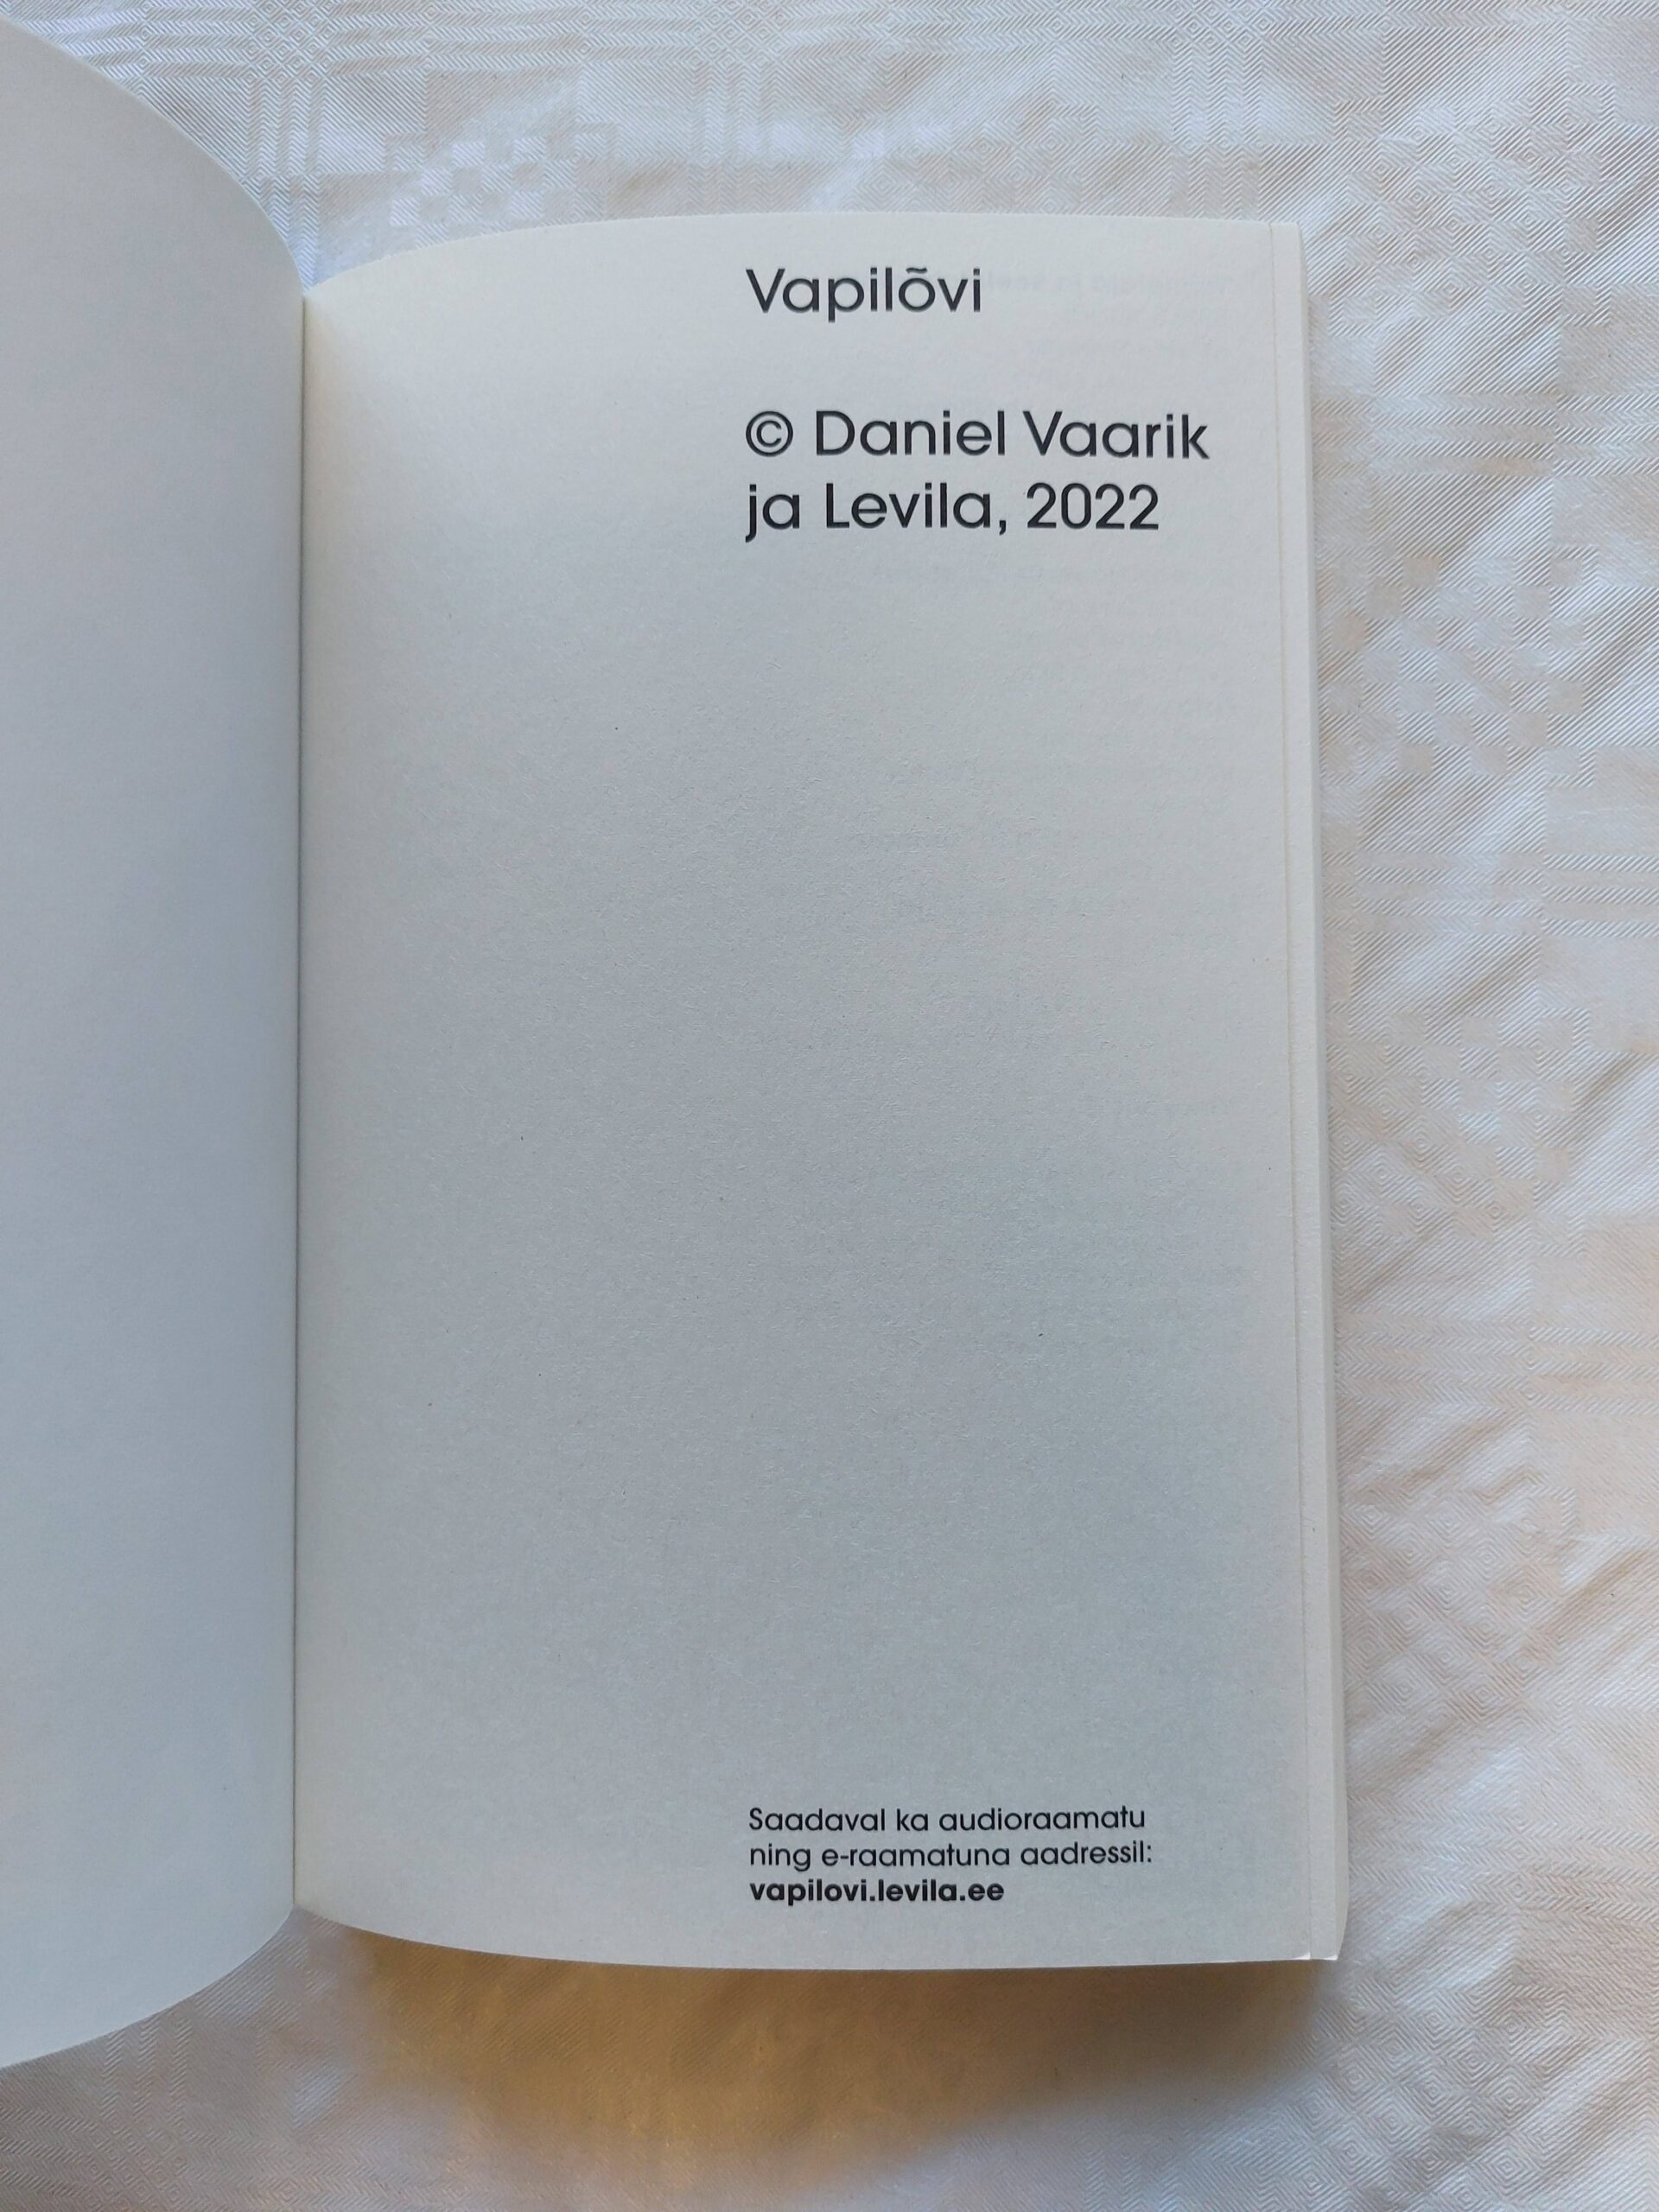 Vapilõvi
© Daniel Vaarik
ja Levila, 2022
Saadaval ka audioraamatu
ning e-raamatuna aadressil:
vapilovi.levila.ee